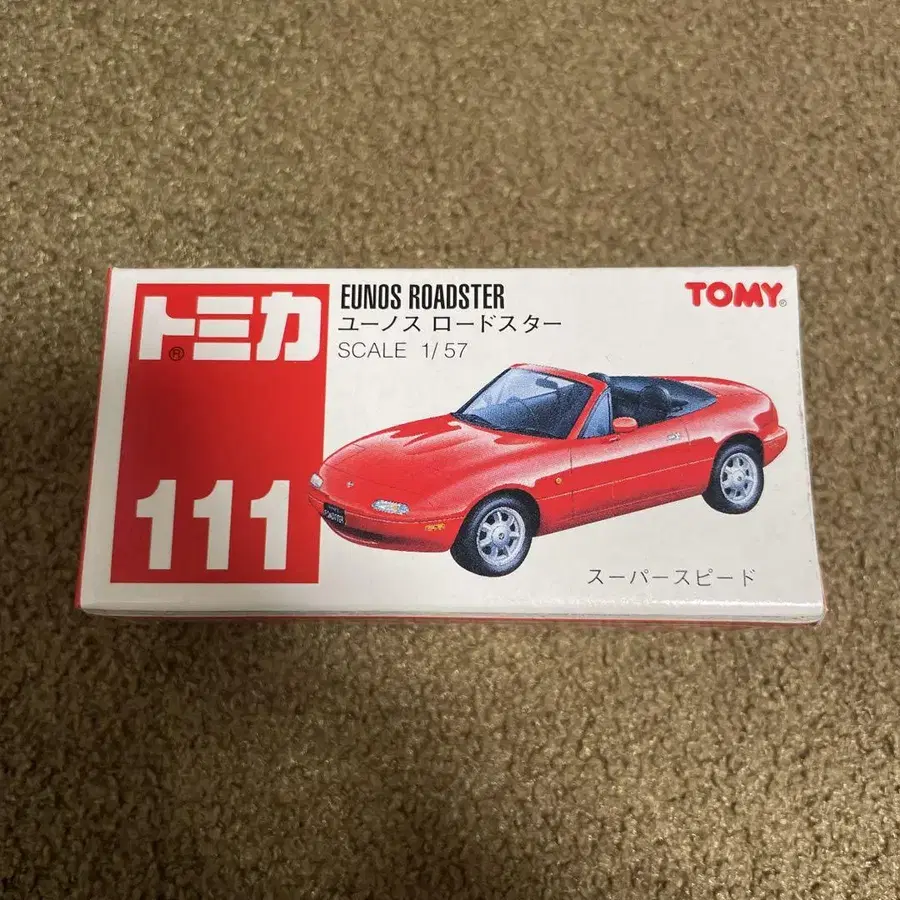 トミカ®
111
EUNOS ROADSTER
ユーノス ロードスター
SCALE 1/57
TOMY®
ROADSTER
スーパースピード